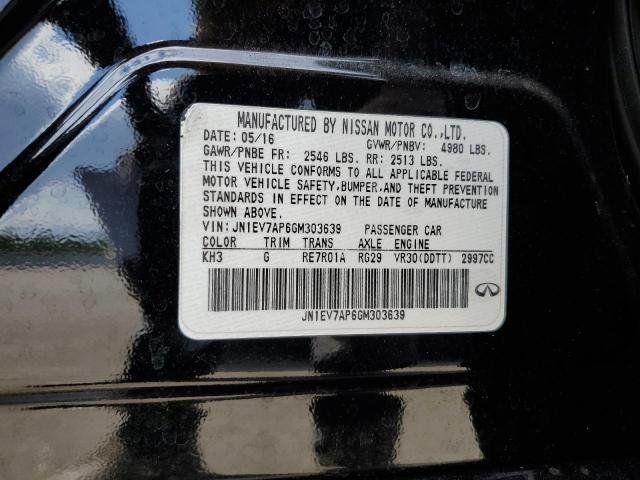 MANUFACTURED BY NISSAN MOTOR CO.,LTD.
DATE: 05/16 GVWR/PNBV: 4980 LBS.
GAWR/PNBE FR: 2546 LBS. RR: 2513 LBS.
THIS VEHICLE CONFORMS TO ALL APPLICABLE FEDERAL
MOTOR VEHICLE SAFETY,BUMPER,AND THEFT PREVENTION
STANDARDS IN EFFECT ON THE DATE OF MANUFACTURE
SHOWN ABOVE.
VIN: JN1EV7AP6GM303639 PASSENGER CAR
COLOR TRIM TRANS AXLE ENGINE
KH3 G RE7R01A RG29 VR30(DDTT) 2997CC
JN1EV7AP6GM303639